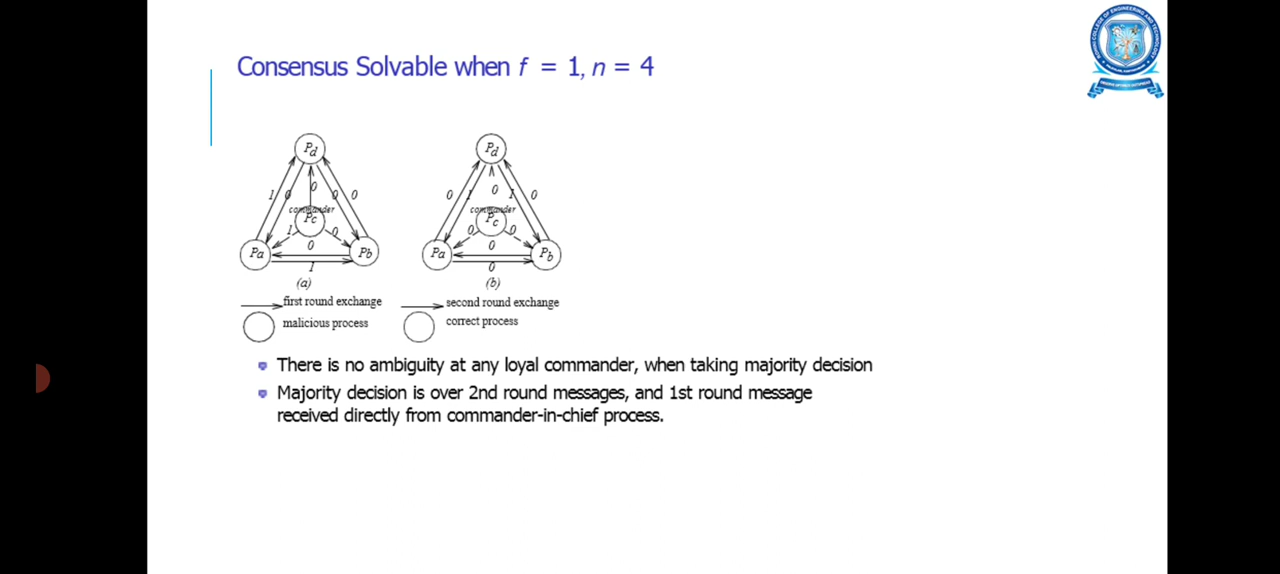 Consensus Solvable when f = 1, n = 4
Pd
Pd
1 0 0 0 0
0 1 0 1 0
commander
commander
Pc
Pc
1 0
0 0
Pa 0 Pb
Pa 0 Pb
1
0
(a)
(b)
first round exchange
second round exchange
malicious process
correct process
There is no ambiguity at any loyal commander, when taking majority decision
Majority decision is over 2nd round messages, and 1st round message
received directly from commander-in-chief process.